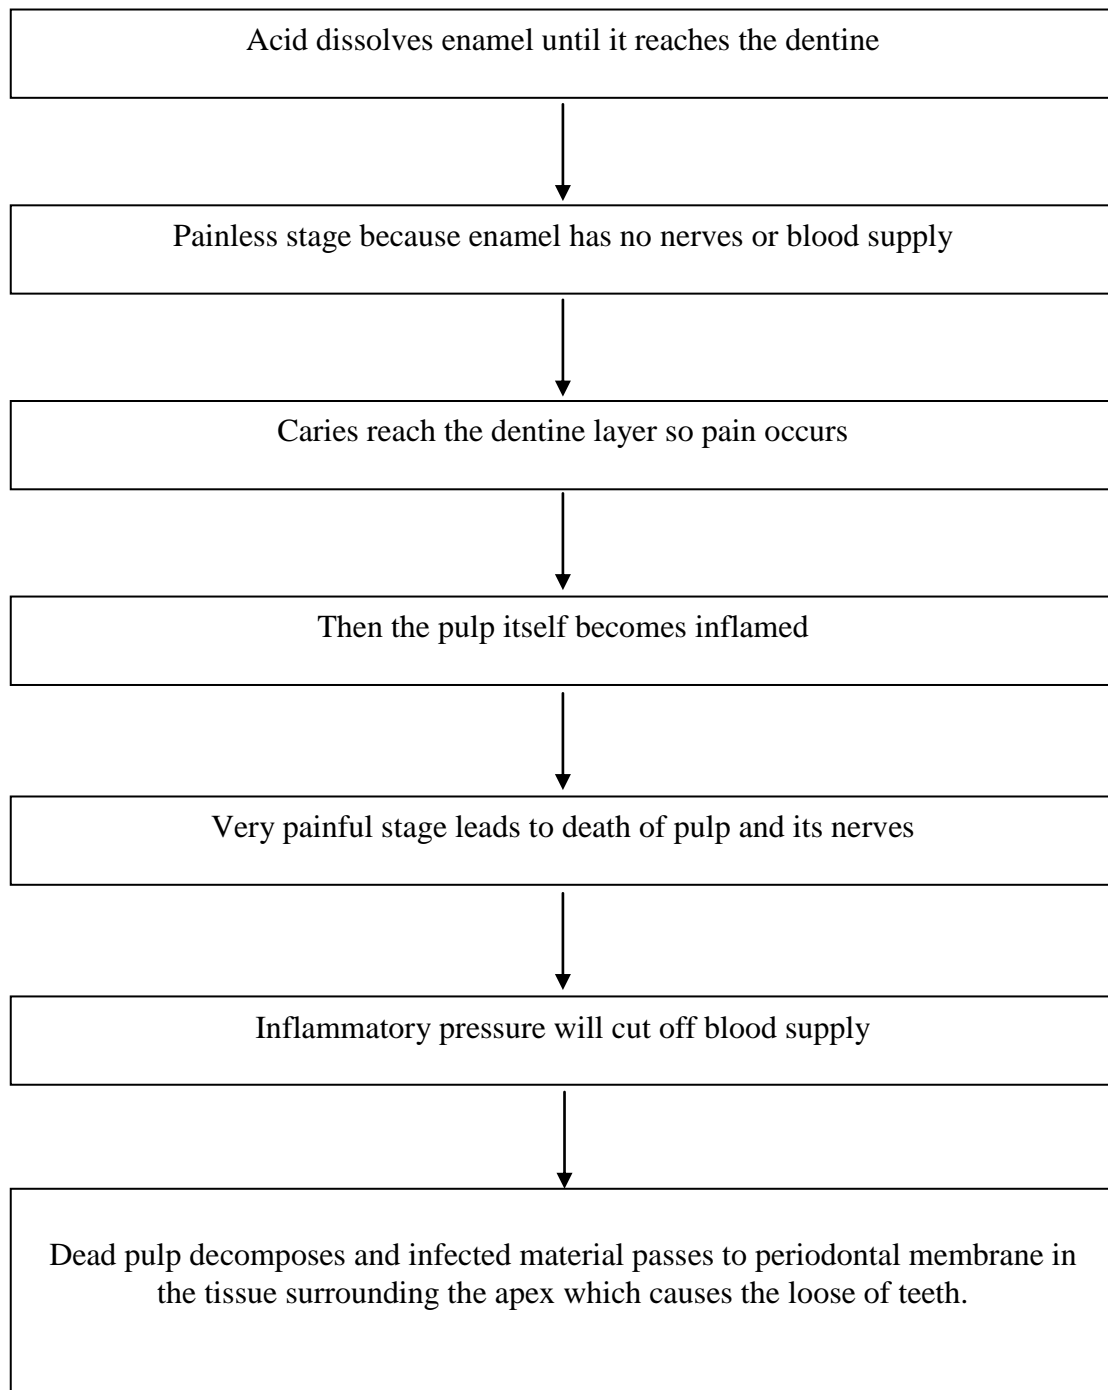 Acid dissolves enamel until it reaches the dentine
Painless stage because enamel has no nerves or blood supply
Caries reach the dentine layer so pain occurs
Then the pulp itself becomes inflamed
Very painful stage leads to death of pulp and its nerves
Inflammatory pressure will cut off blood supply
Dead pulp decomposes and infected material passes to periodontal membrane in
the tissue surrounding the apex which causes the loose of teeth.